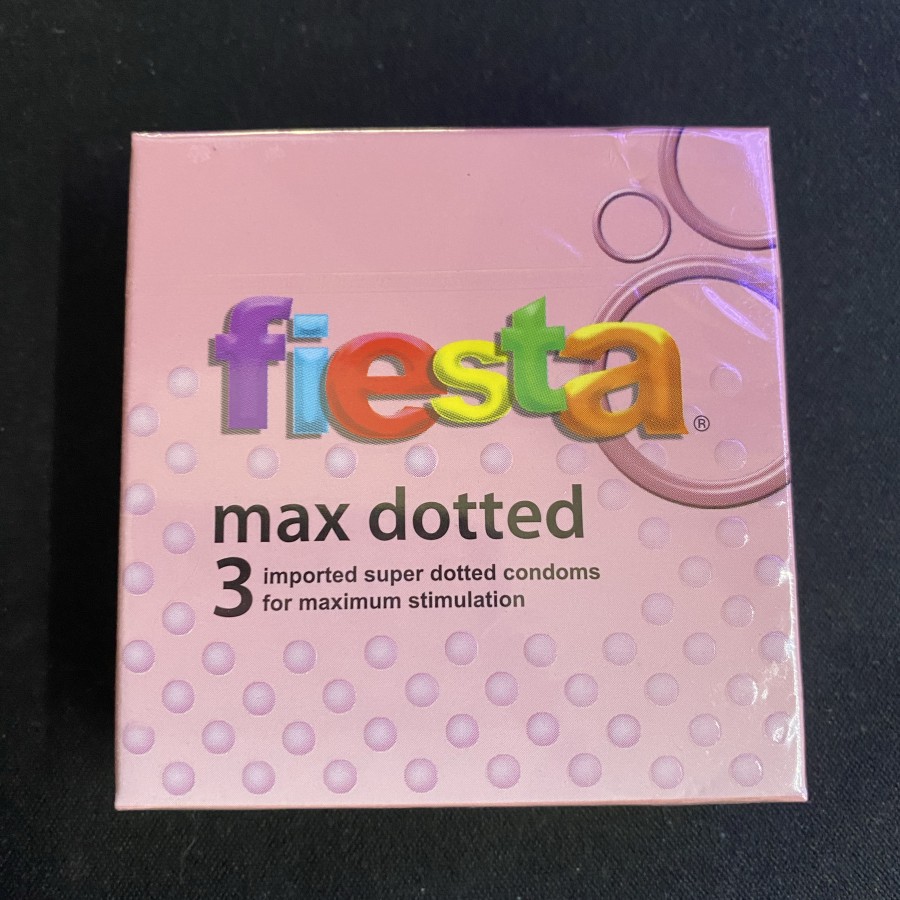 fiesta®
max dotted
3 imported super dotted condoms
for maximum stimulation